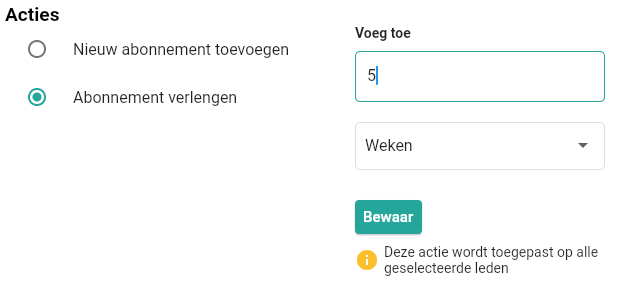 Acties
Nieuw abonnement toevoegen
Abonnement verlengen
Voeg toe
5
Weken
Bewaar
Deze actie wordt toegepast op alle
geselecteerde leden